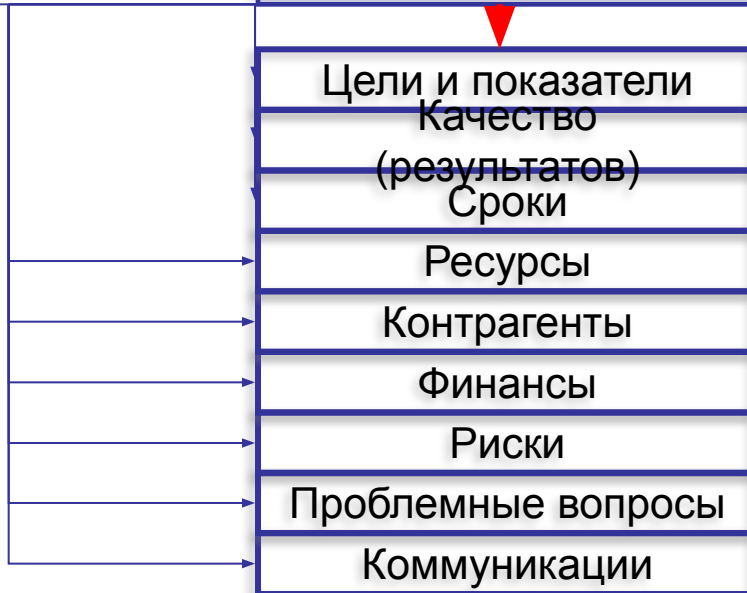 Цели и показатели
Качество
(результатов)
Сроки
Ресурсы
Контрагенты
Финансы
Риски
Проблемные вопросы
Коммуникации